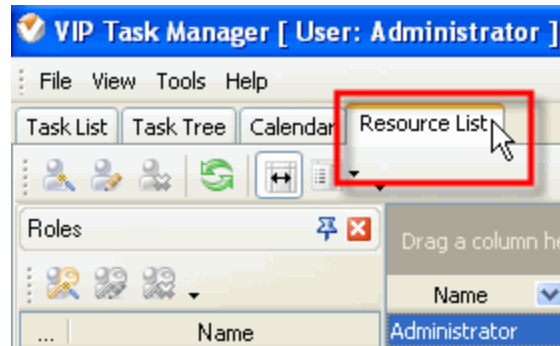 VIP Task Manager [ User: Administrator ]
File View Tools Help
Task List Task Tree Calendar Resource List
Roles
Drag a column he
Name
... Name
Administrator